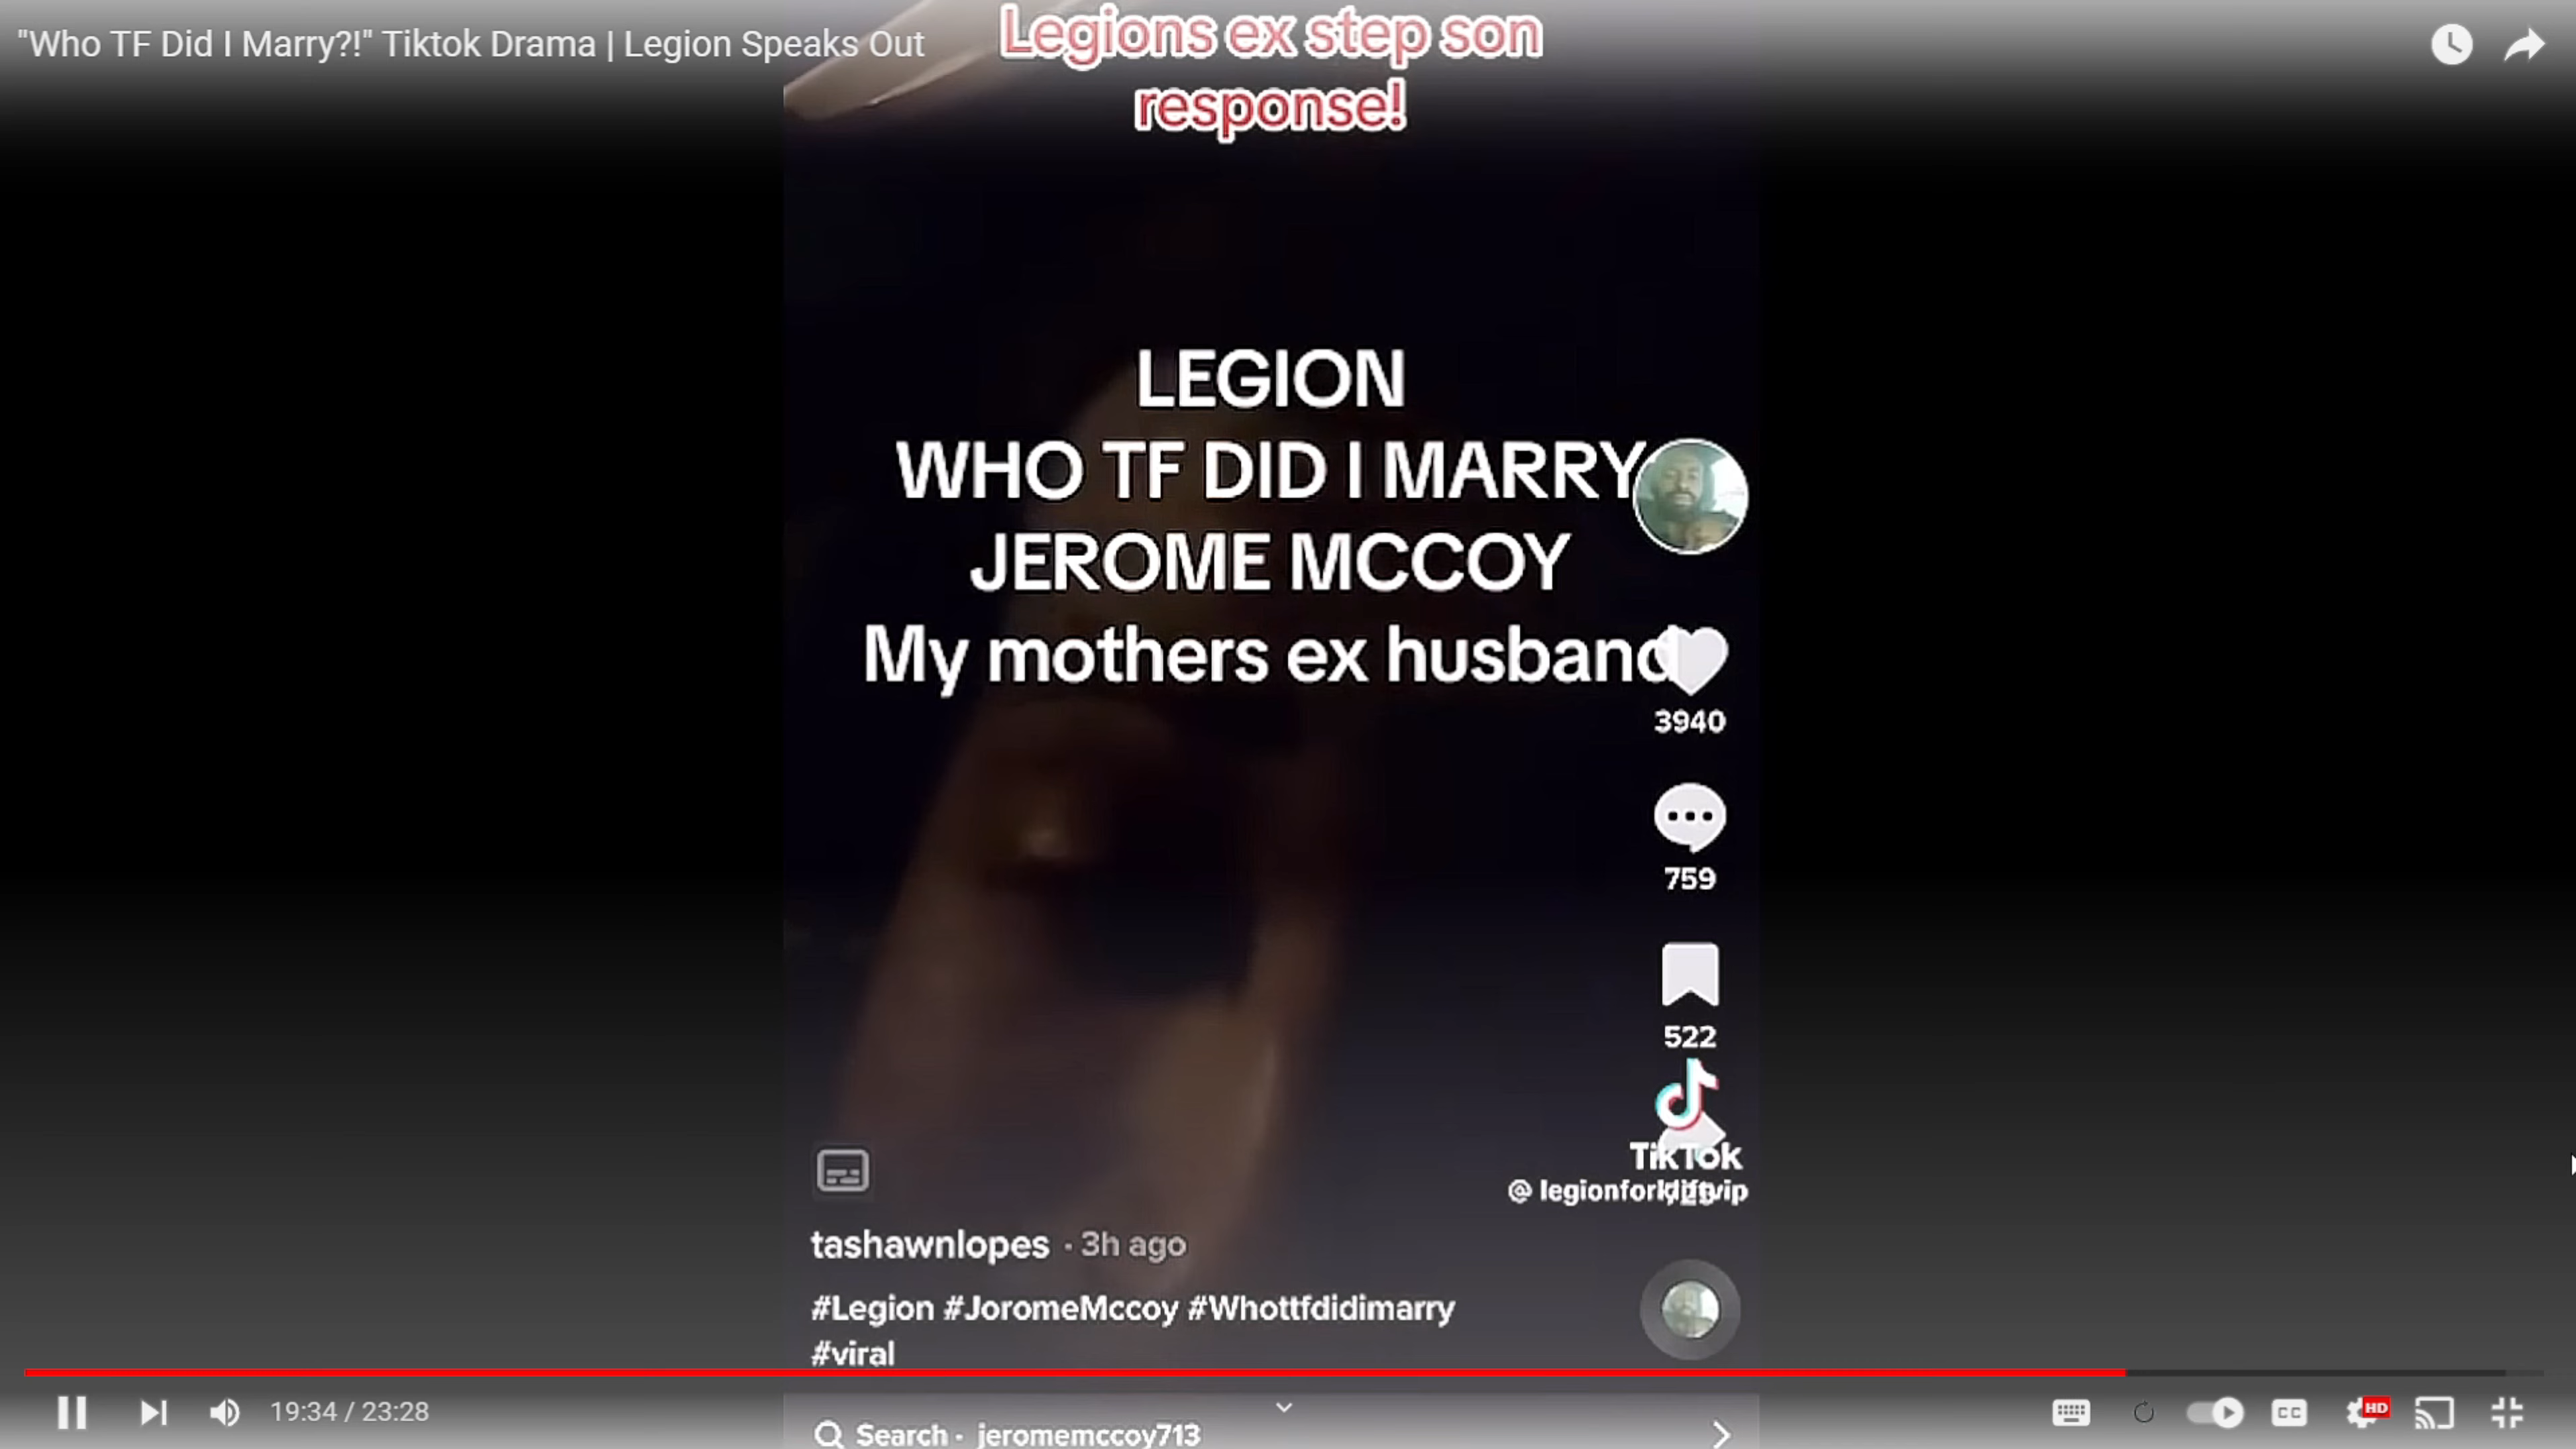 "Who TF Did I Marry?!" Tiktok Drama | Legion Speaks Out
Legions ex step son
response!
LEGION
WHO TF DID I MARRY
JEROME MCCOY
My mothers ex husband
3940
759
522
TikTok
@ legionforkliftvip
tashawnlopes · 3h ago
#Legion #JoromeMccoy #Whottfdidimarry
#viral
19:34 / 23:28
CC
HD
Search · jeromemccoy713